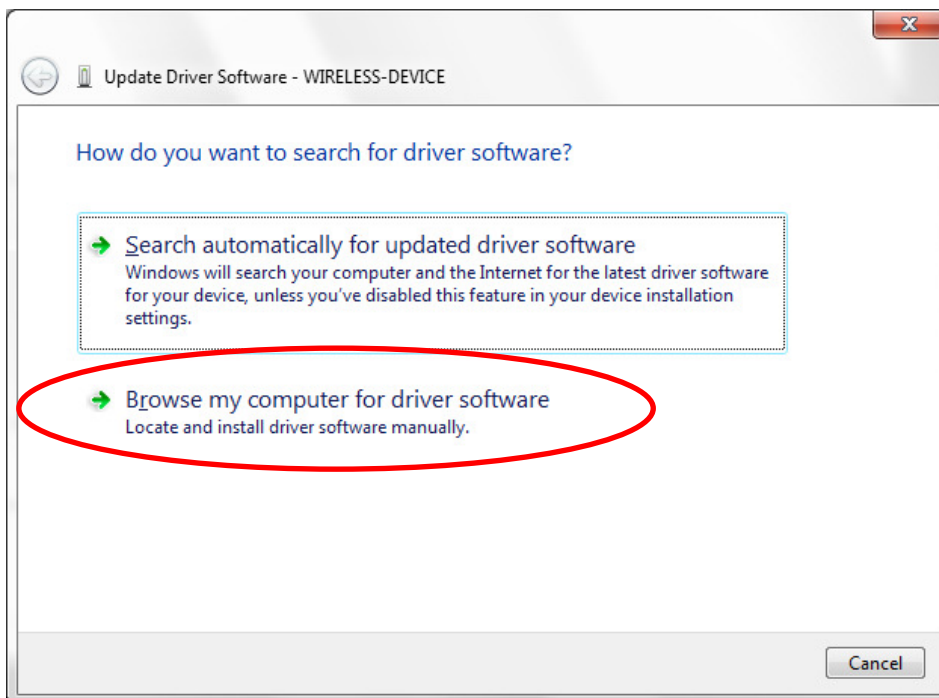 Update Driver Software - WIRELESS-DEVICE
How do you want to search for driver software?
Search automatically for updated driver software
Windows will search your computer and the Internet for the latest driver software
for your device, unless you've disabled this feature in your device installation
settings.
Browse my computer for driver software
Locate and install driver software manually.
Cancel